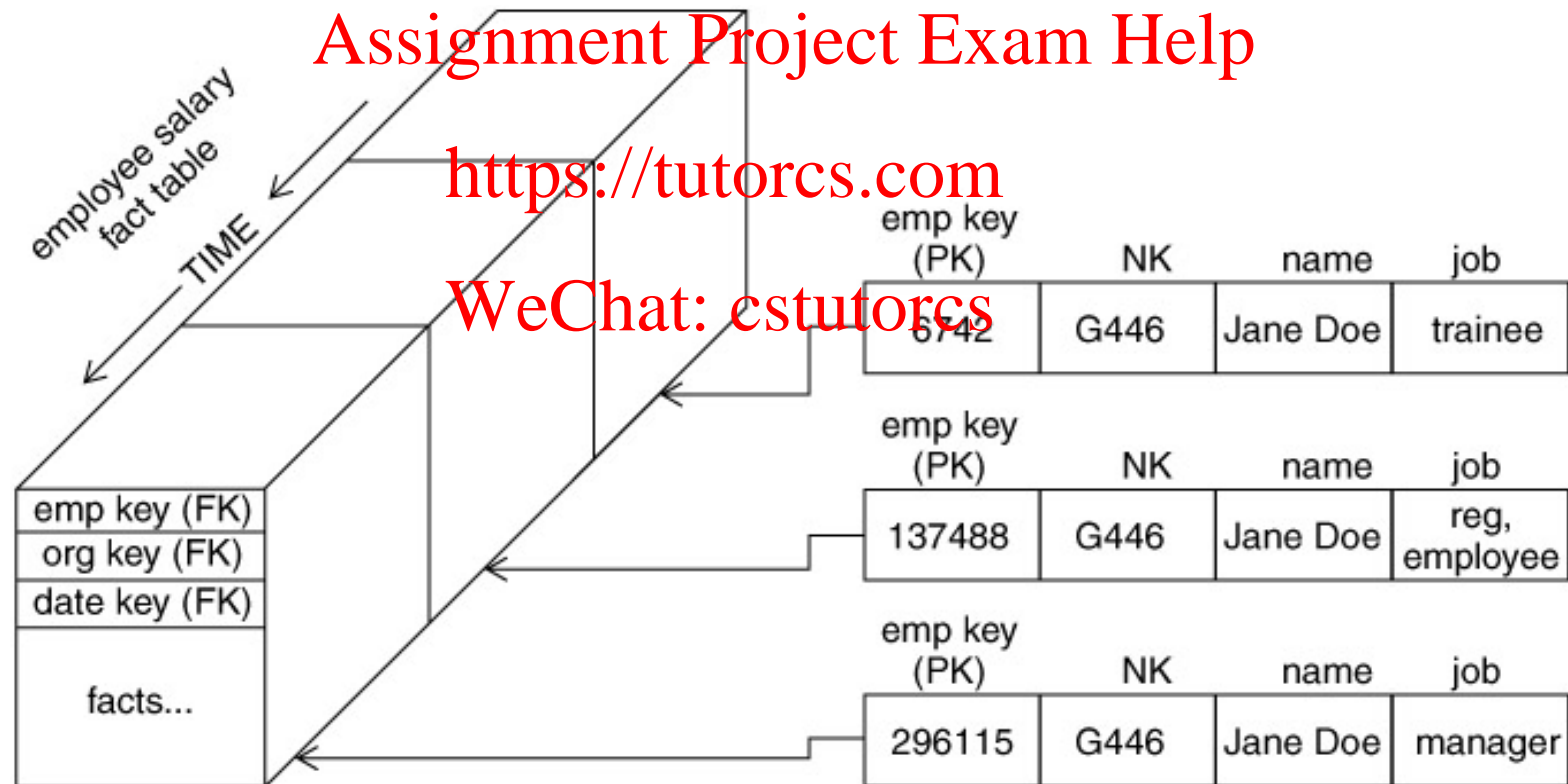 Assignment Project Exam Help
https://tutorcs.com
WeChat: cstutorcs
employee salary
fact table
TIME
emp key (FK)
org key (FK)
date key (FK)
facts...
emp key
(PK) NK name job
6742 G446 Jane Doe trainee
emp key
(PK) NK name job
137488 G446 Jane Doe reg,
employee
emp key
(PK) NK name job
296115 G446 Jane Doe manager